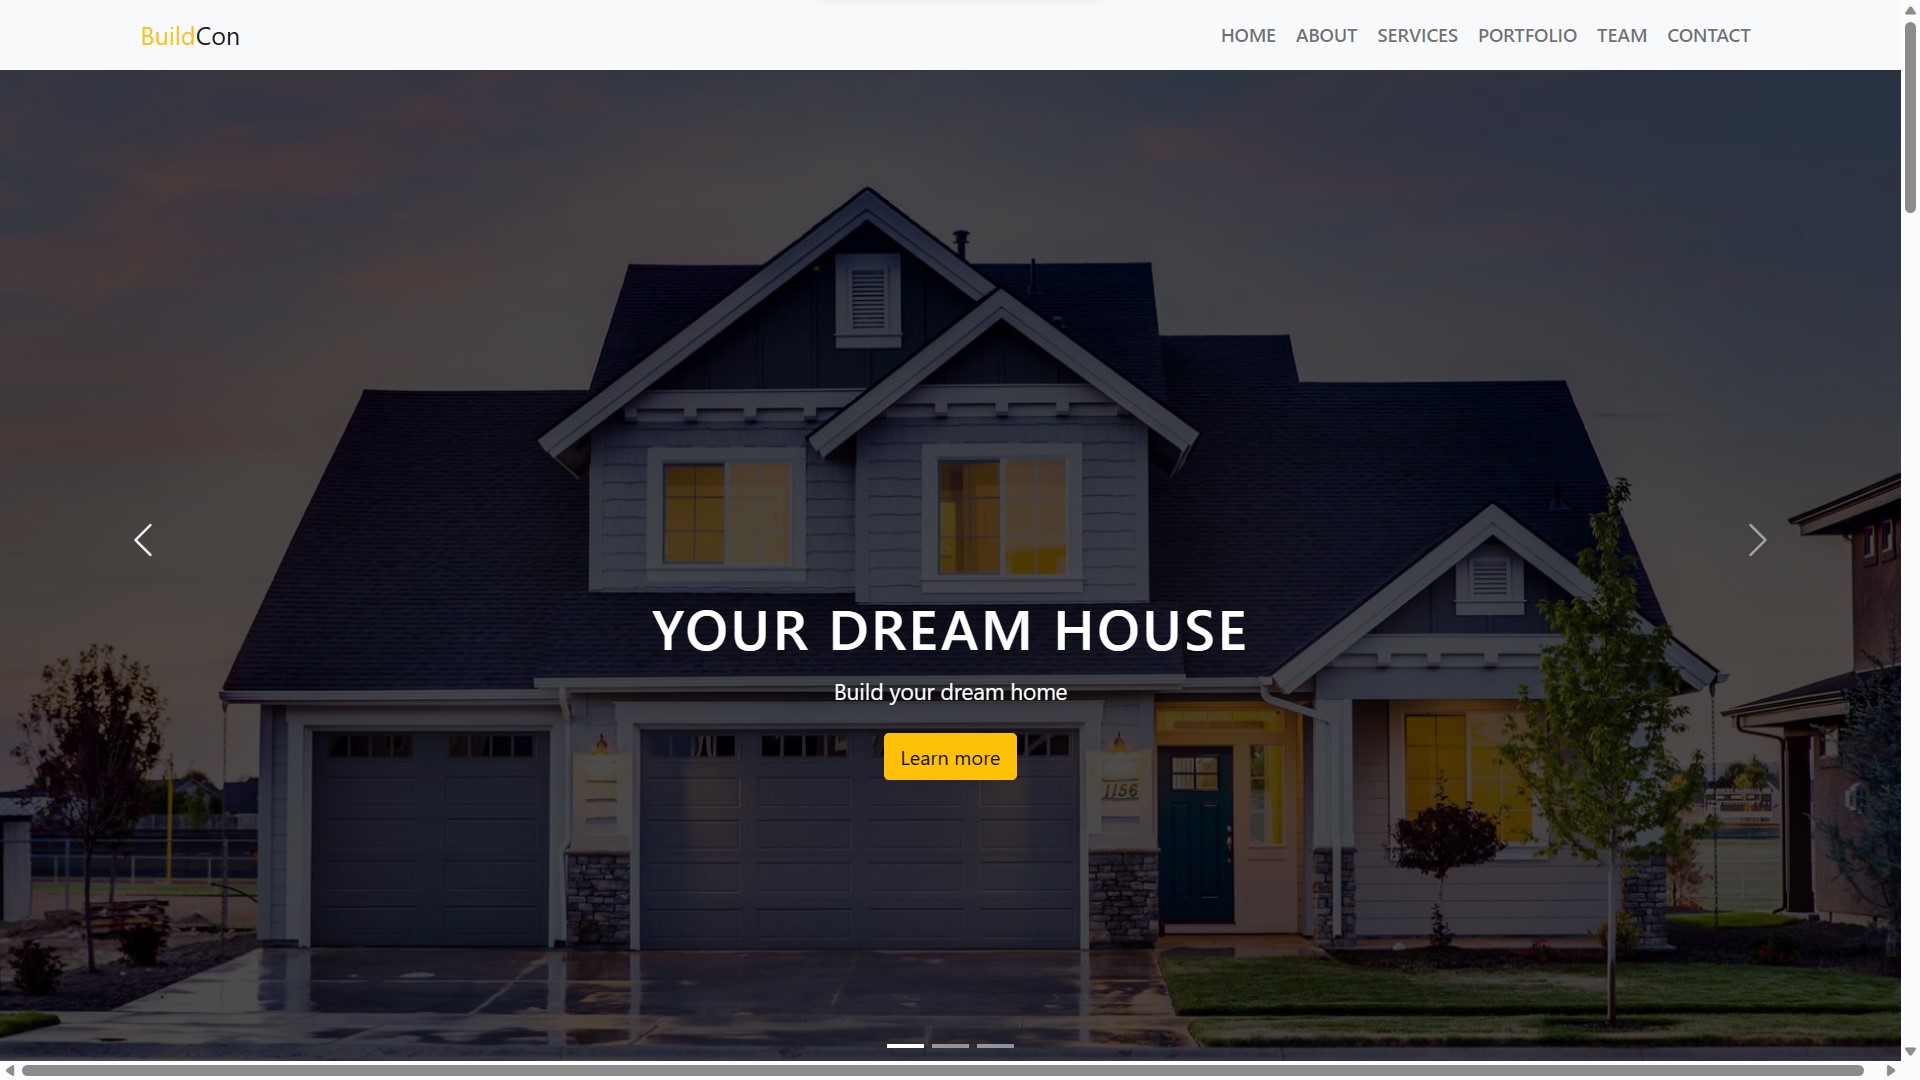 BuildCon
HOME ABOUT SERVICES PORTFOLIO TEAM CONTACT
YOUR DREAM HOUSE
Build your dream home
Learn more
1156